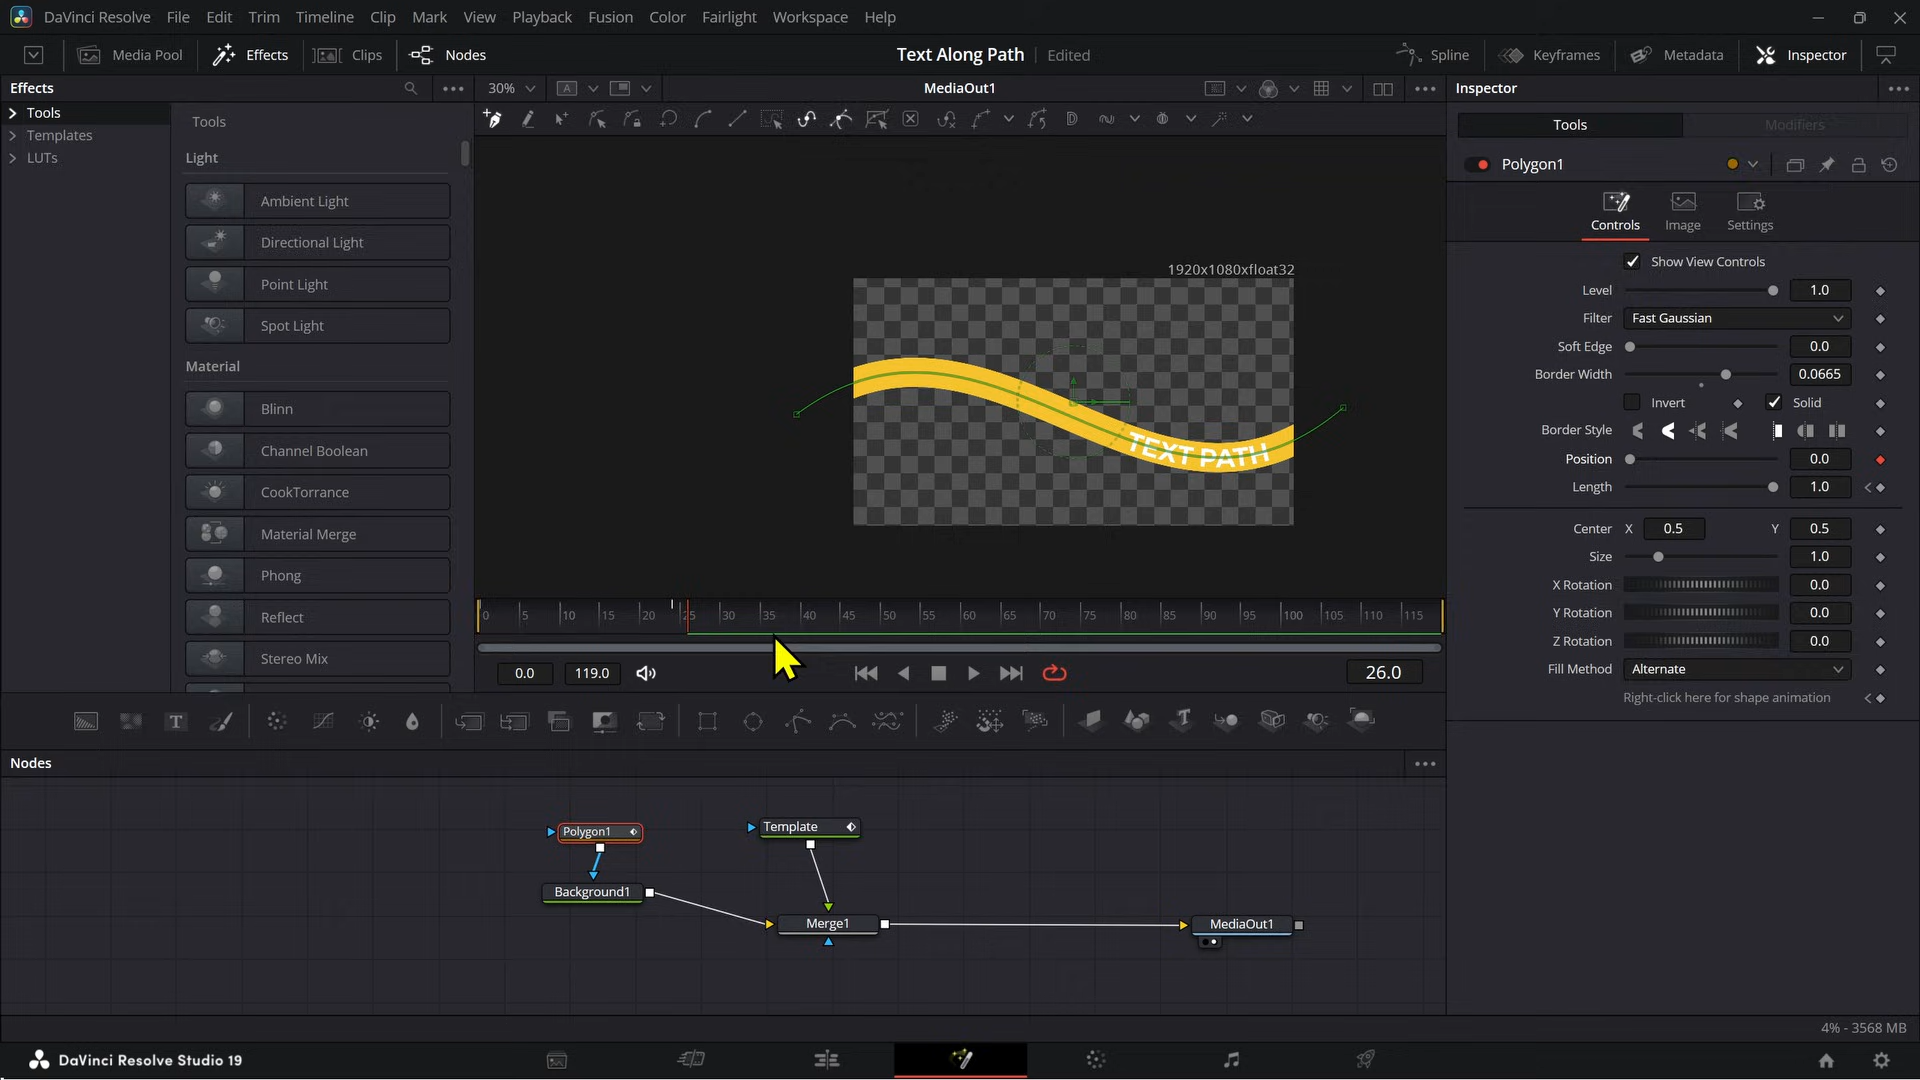 DaVinci Resolve File Edit Trim Timeline Clip Mark View Playback Fusion Color Fairlight Workspace Help
Media Pool Effects Clips Nodes Text Along Path Edited Spline Keyframes Metadata Inspector
Effects 30% A MediaOut1 Inspector
Tools
Templates
LUTs
Tools
Light
Ambient Light
Directional Light
Point Light
Spot Light
Material
Blinn
Channel Boolean
CookTorrance
Material Merge
Phong
Reflect
Stereo Mix
1920x1080xfloat32
TEXT PATH
0 5 10 15 20 25 30 35 40 45 50 55 60 65 70 75 80 85 90 95 100 105 110 115
0.0 119.0 26.0
Tools Modifiers
Polygon1
Controls Image Settings
Show View Controls
Level 1.0
Filter Fast Gaussian
Soft Edge 0.0
Border Width 0.0665
Invert Solid
Border Style
Position 0.0
Length 1.0
Center X 0.5 Y 0.5
Size 1.0
X Rotation 0.0
Y Rotation 0.0
Z Rotation 0.0
Fill Method Alternate
Right-click here for shape animation
T
Nodes
Polygon1 Template
Background1
Merge1 MediaOut1
4% - 3568 MB
DaVinci Resolve Studio 19